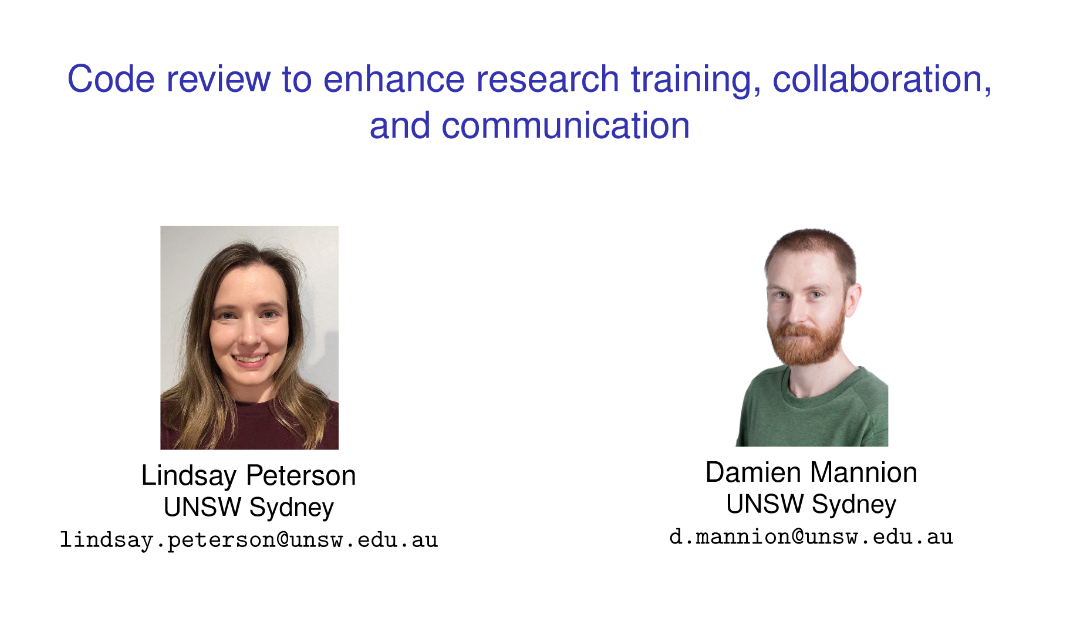 Code review to enhance research training, collaboration,
and communication
Lindsay Peterson
UNSW Sydney
lindsay.peterson@unsw.edu.au
Damien Mannion
UNSW Sydney
d.mannion@unsw.edu.au